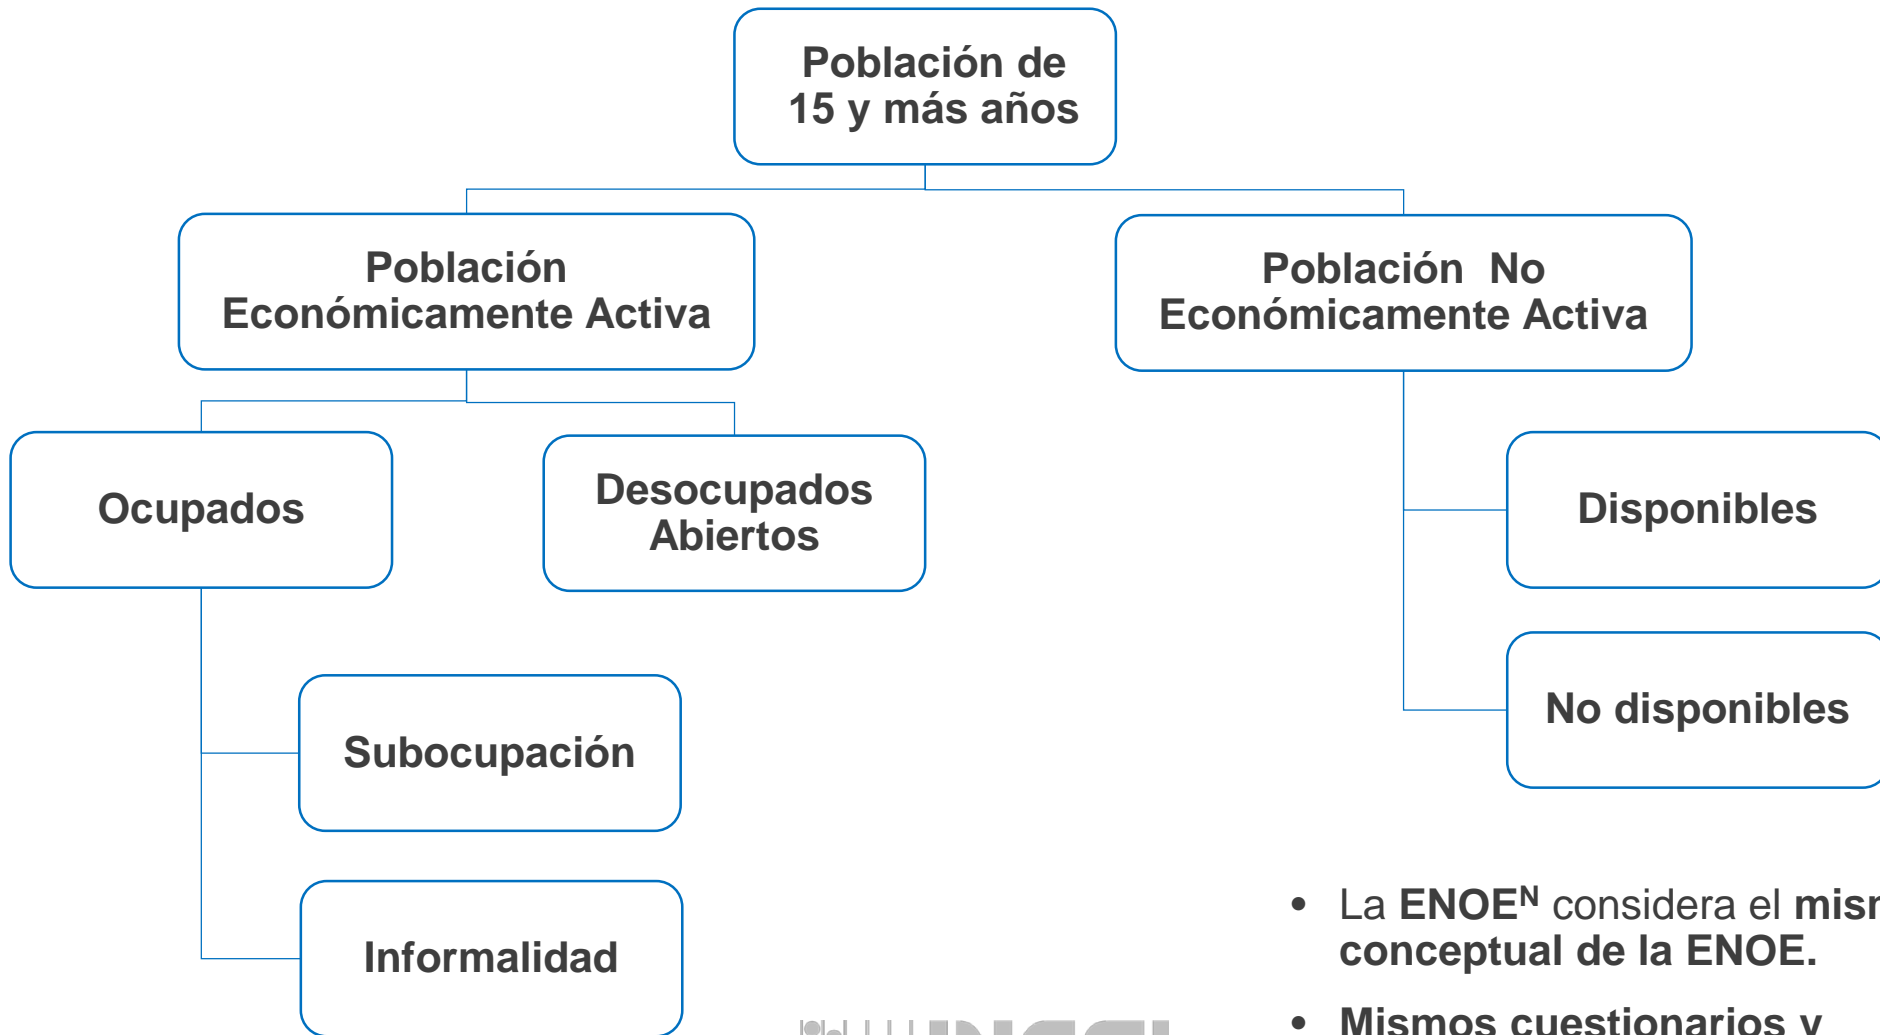 Población de
15 y más años
Población
Económicamente Activa
Población No
Económicamente Activa
Ocupados
Desocupados
Abiertos
Disponibles
No disponibles
Subocupación
Informalidad
• La ENOEᴺ considera el
conceptual de la ENOE.
• Mismos cuestionarios y